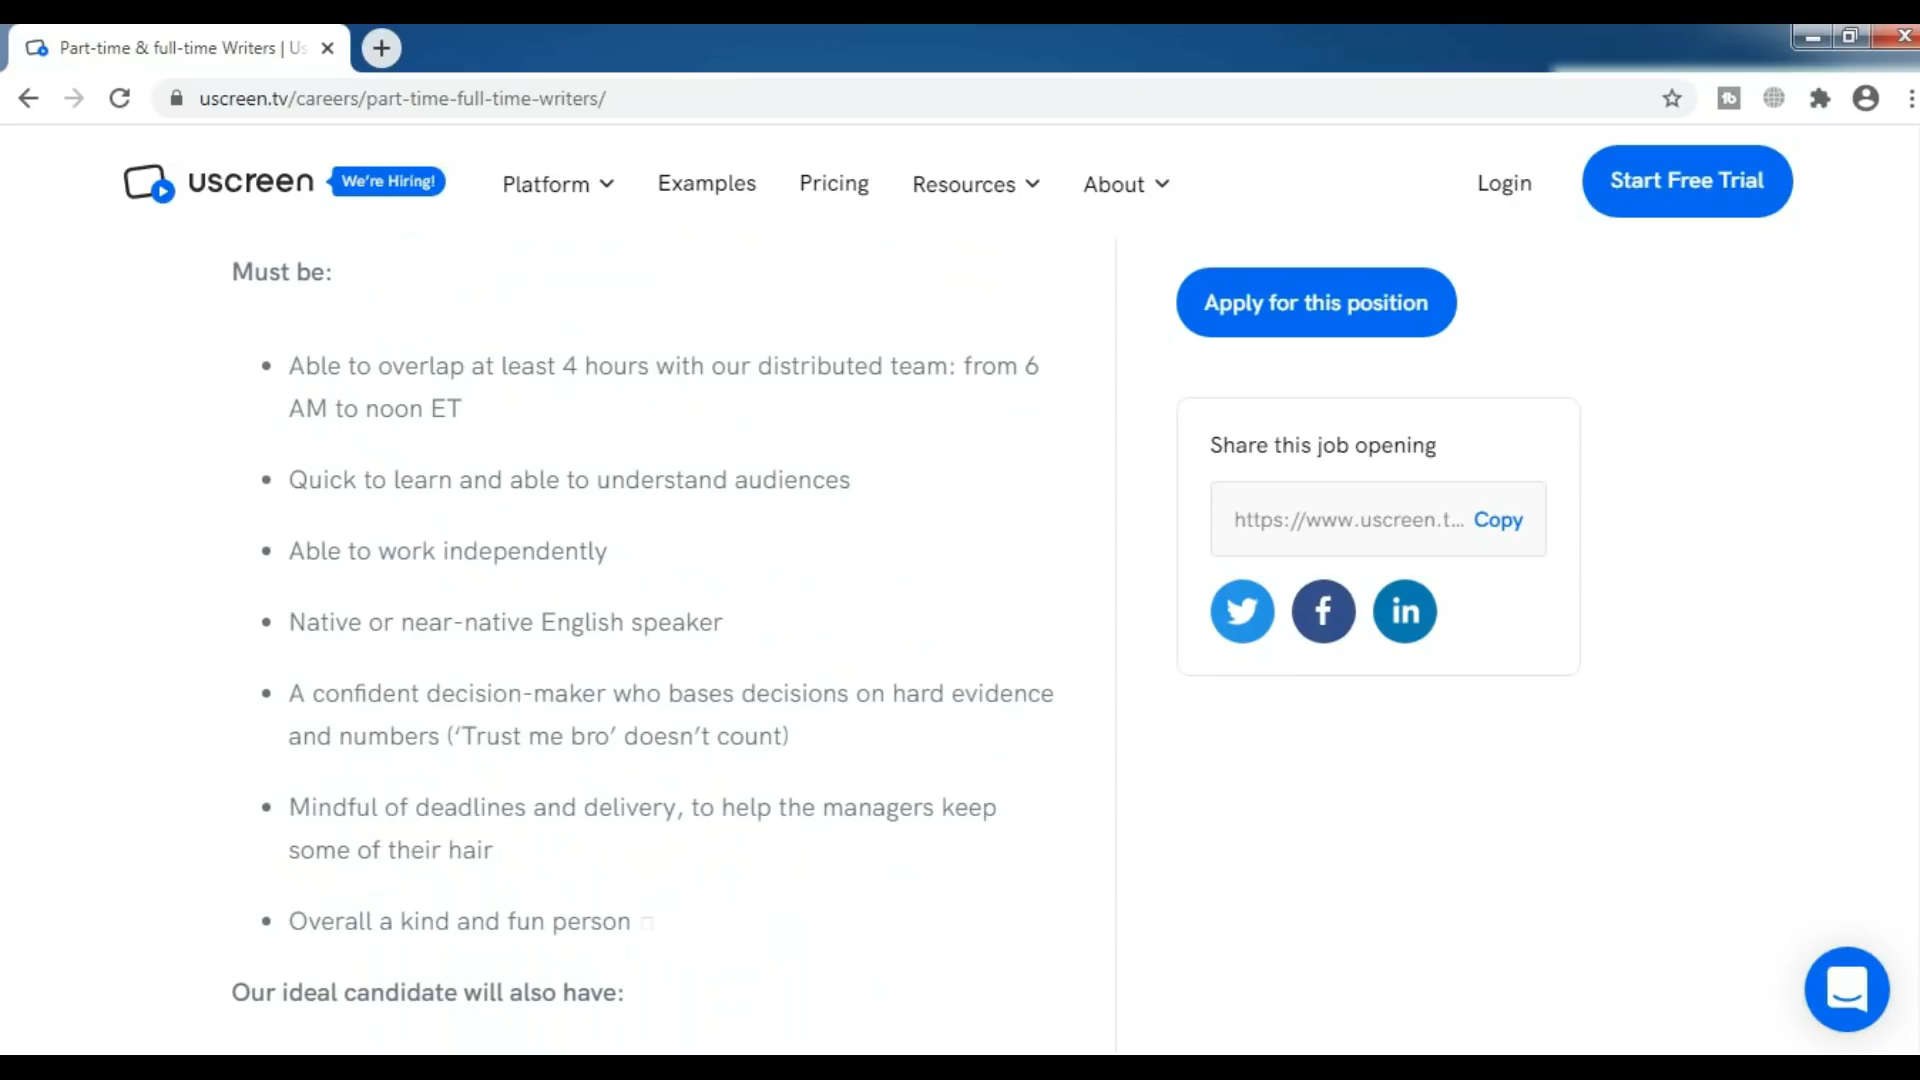 Part-time & full-time Writers | Us
uscreen.tv/careers/part-time-full-time-writers/
uscreen
We're Hiring!
Platform
Examples
Pricing
Resources
About
Login
Start Free Trial
Must be:
Able to overlap at least 4 hours with our distributed team: from 6
AM to noon ET
Quick to learn and able to understand audiences
Able to work independently
Native or near-native English speaker
A confident decision-maker who bases decisions on hard evidence
and numbers (‘Trust me bro’ doesn’t count)
Mindful of deadlines and delivery, to help the managers keep
some of their hair
Overall a kind and fun person
Our ideal candidate will also have:
Apply for this position
Share this job opening
https://www.uscreen.t... Copy